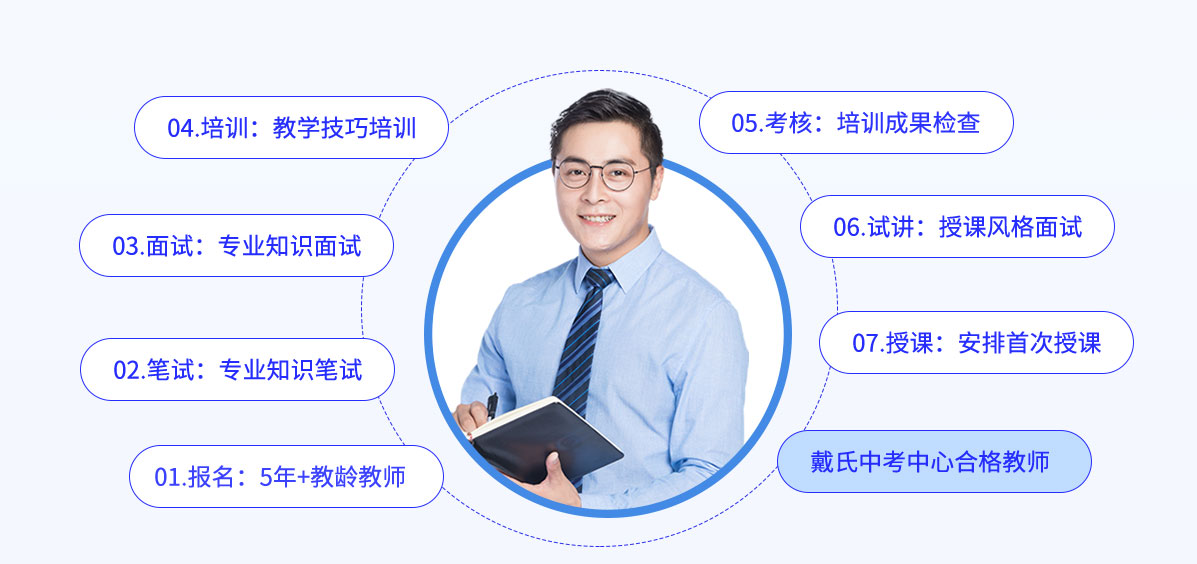 04.培训：教学技巧培训
05.考核：培训成果检查
03.面试：专业知识面试
06.试讲：授课风格面试
02.笔试：专业知识笔试
07.授课：安排首次授课
01.报名：5年+教龄教师
戴氏中考中心合格教师